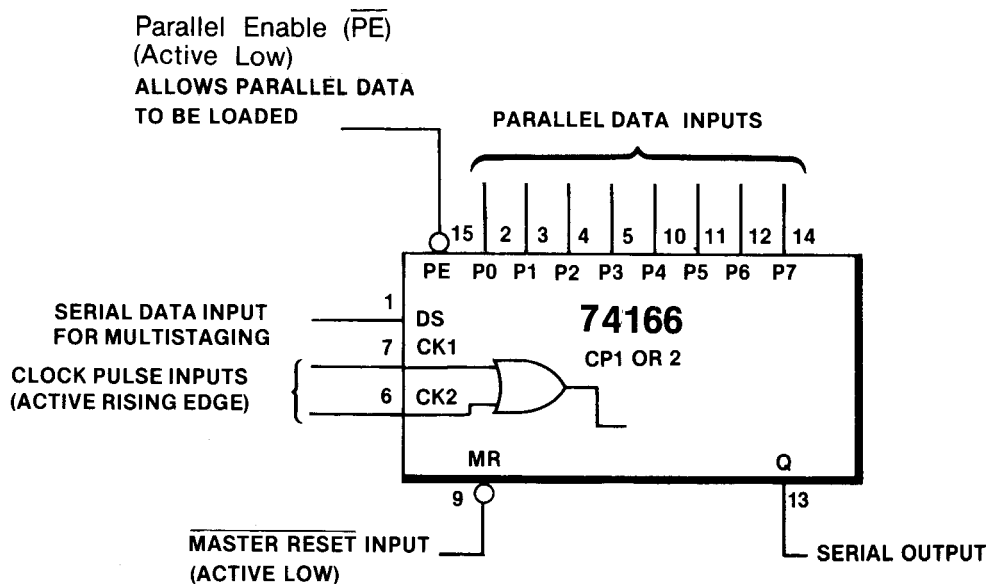 Parallel Enable (P̅E̅)
(Active Low)
ALLOWS PARALLEL DATA
TO BE LOADED
PARALLEL DATA INPUTS
15 2 3 4 5 10 11 12 14
PE P0 P1 P2 P3 P4 P5 P6 P7
1
SERIAL DATA INPUT
FOR MULTISTAGING
DS
74166
7 CK1
CP1 OR 2
CLOCK PULSE INPUTS
(ACTIVE RISING EDGE)
6 CK2
MR
Q
9
13
MASTER RESET INPUT
(ACTIVE LOW)
SERIAL OUTPUT